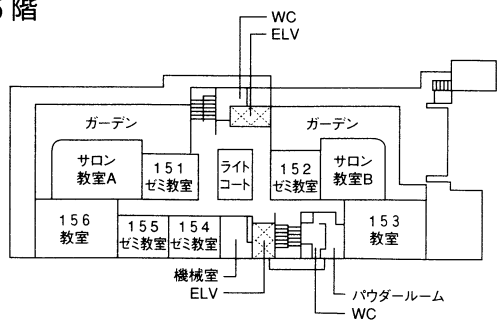 5階
WC
ELV
ガーデン
ガーデン
サロン
教室A
151
ゼミ教室
ライト
コート
152
ゼミ教室
サロン
教室B
156
教室
155
ゼミ教室
154
ゼミ教室
153
教室
機械室
ELV
パウダールーム
WC